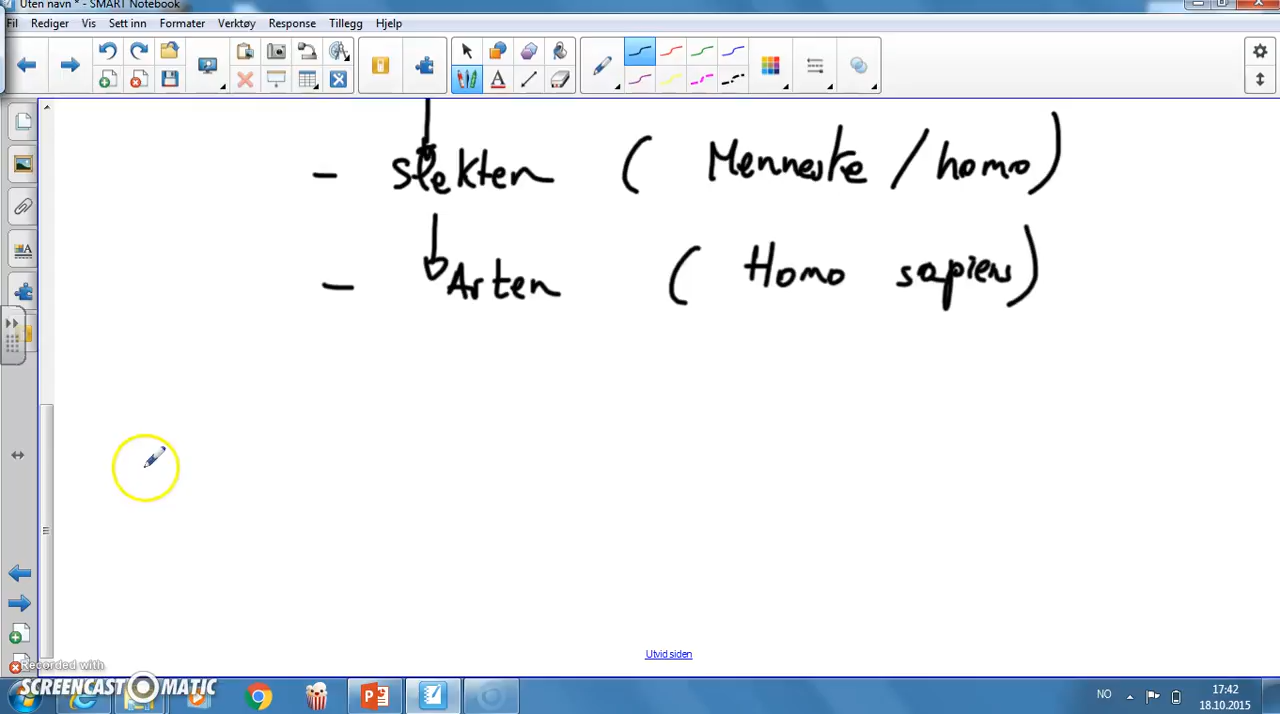 Uten navn * - SMART Notebook
Fil Rediger Vis Sett inn Formater Verktøy Response Tillegg Hjelp
- Slekten ( Menneske / homo )
- Arten ( Homo sapiens )
Utvid siden
Recorded with
SCREENCAST O MATIC
NO 17:42
18.10.2015